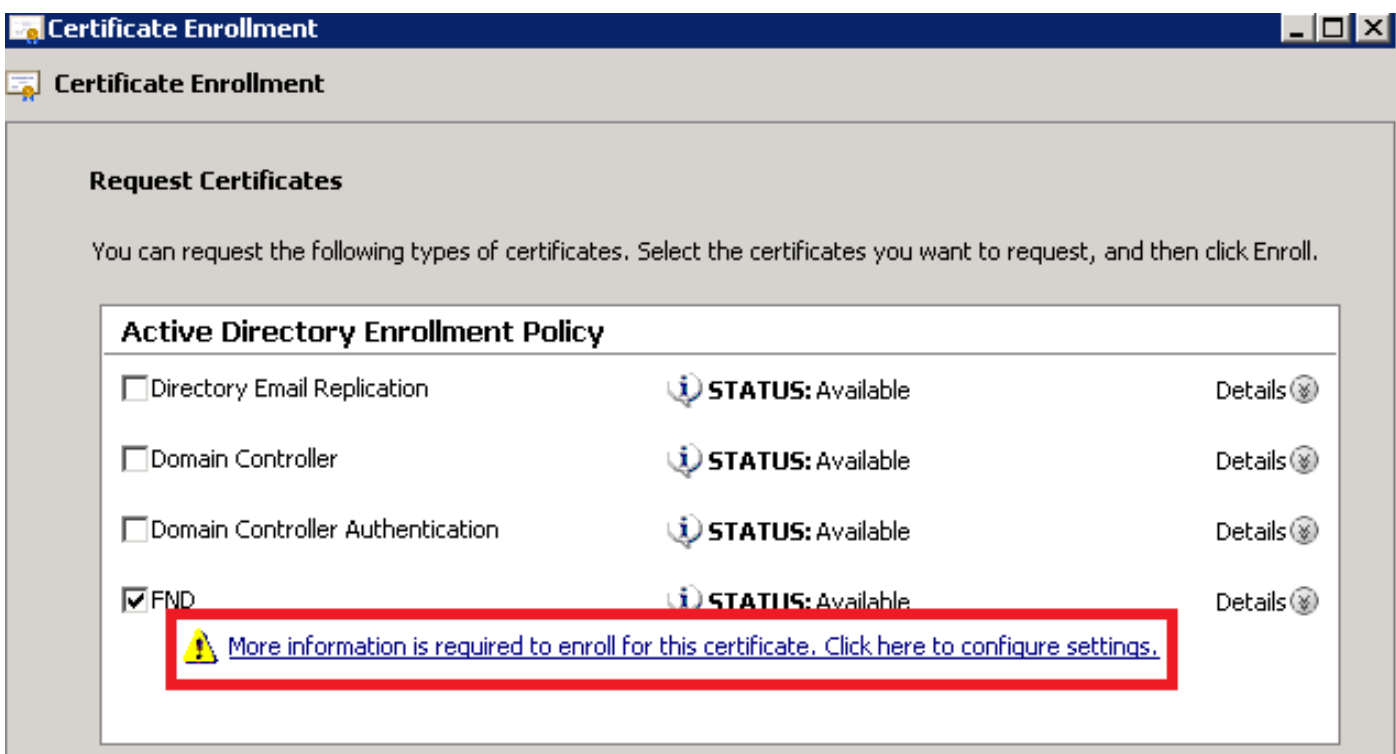 Certificate Enrollment
Certificate Enrollment
Request Certificates
You can request the following types of certificates. Select the certificates you want to request, and then click Enroll.
Active Directory Enrollment Policy
Directory Email Replication STATUS: Available Details
Domain Controller STATUS: Available Details
Domain Controller Authentication STATUS: Available Details
FND STATUS: Available Details
More information is required to enroll for this certificate. Click here to configure settings.